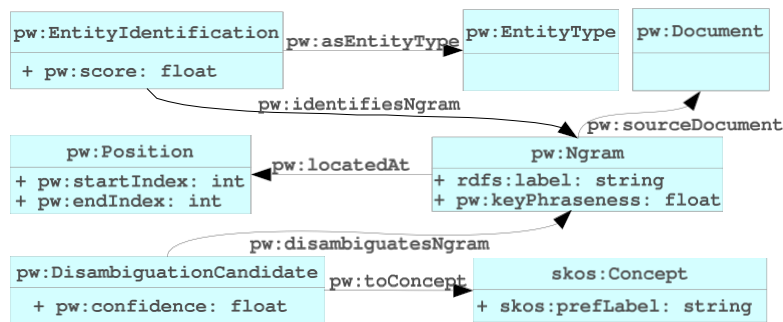 pw:EntityIdentification
+ pw:score: float
pw:asEntityType
pw:EntityType
pw:Document
pw:identifiesNgram
pw:sourceDocument
pw:Position
+ pw:startIndex: int
+ pw:endIndex: int
pw:locatedAt
pw:Ngram
+ rdfs:label: string
+ pw:keyPhraseness: float
pw:disambiguatesNgram
pw:DisambiguationCandidate
+ pw:confidence: float
pw:toConcept
skos:Concept
+ skos:prefLabel: string